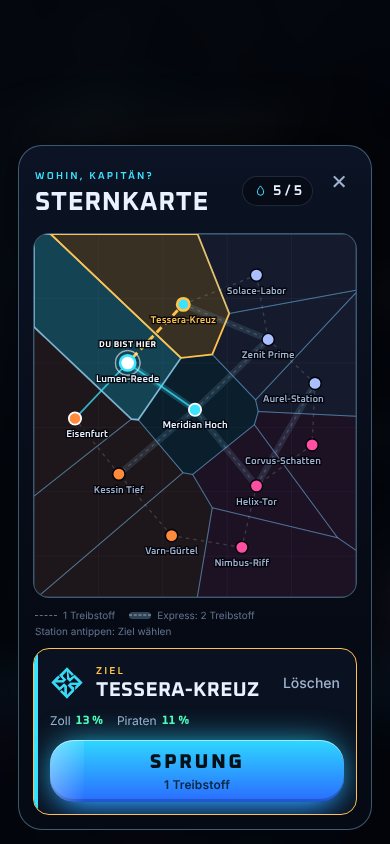 WOHIN, KAPITÄN?
STERNKARTE
5 / 5
Solace-Labor
Tessera-Kreuz
DU BIST HIER
Zenit Prime
Lumen-Reede
Aurel-Station
Meridian Hoch
Eisenfurt
Corvus-Schatten
Kessin Tief
Helix-Tor
Varn-Gürtel
Nimbus-Riff
1 Treibstoff Express: 2 Treibstoff
Station antippen: Ziel wählen
ZIEL
TESSERA-KREUZ
Löschen
Zoll 13 % Piraten 11 %
SPRUNG
1 Treibstoff